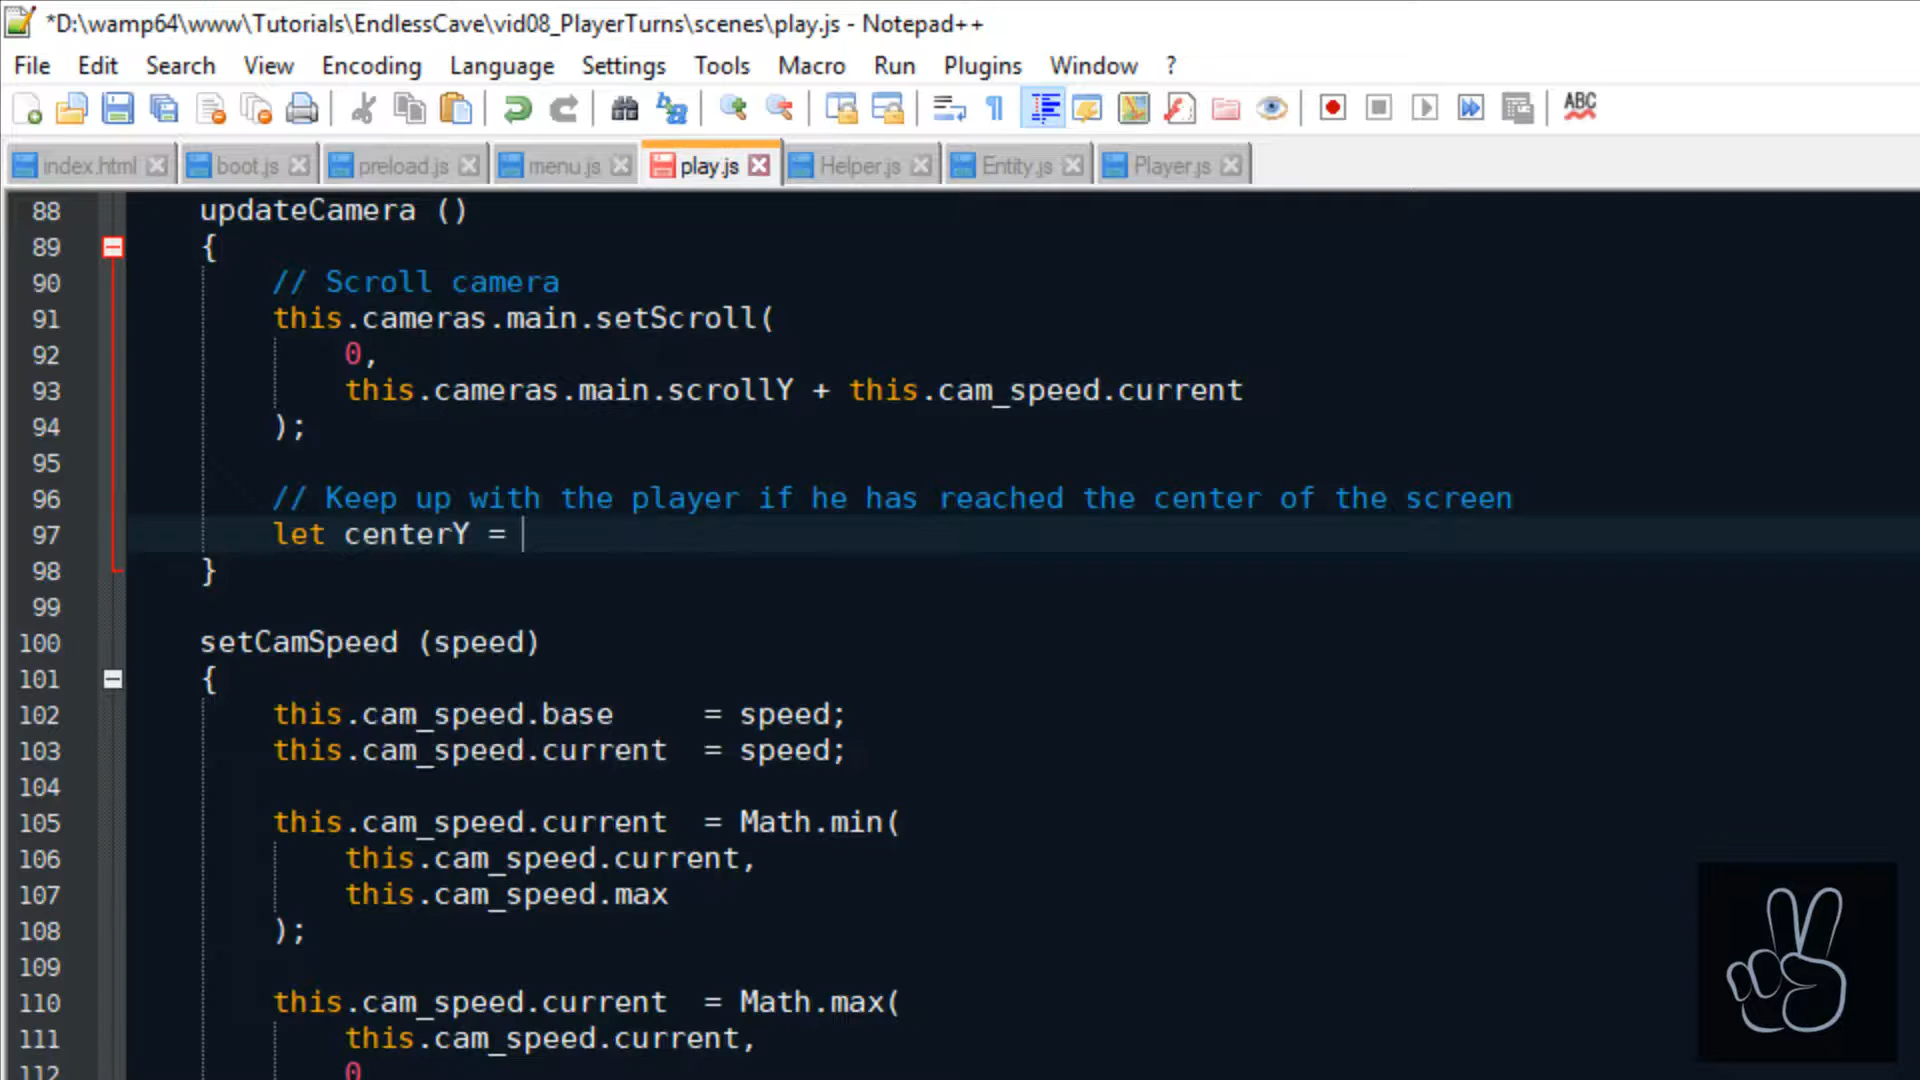 *D:\wamp64\www\Tutorials\EndlessCave\vid08_PlayerTurns\scenes\play.js - Notepad++
File Edit Search View Encoding Language Settings Tools Macro Run Plugins Window ?
ABC
index.html boot.js preload.js menu.js play.js Helper.js Entity.js Player.js
88 updateCamera ()
89 {
90 // Scroll camera
91 this.cameras.main.setScroll(
92 0,
93 this.cameras.main.scrollY + this.cam_speed.current
94 );
95
96 // Keep up with the player if he has reached the center of the screen
97 let centerY =
98 }
99
100 setCamSpeed (speed)
101 {
102 this.cam_speed.base = speed;
103 this.cam_speed.current = speed;
104
105 this.cam_speed.current = Math.min(
106 this.cam_speed.current,
107 this.cam_speed.max
108 );
109
110 this.cam_speed.current = Math.max(
111 this.cam_speed.current,
112 0